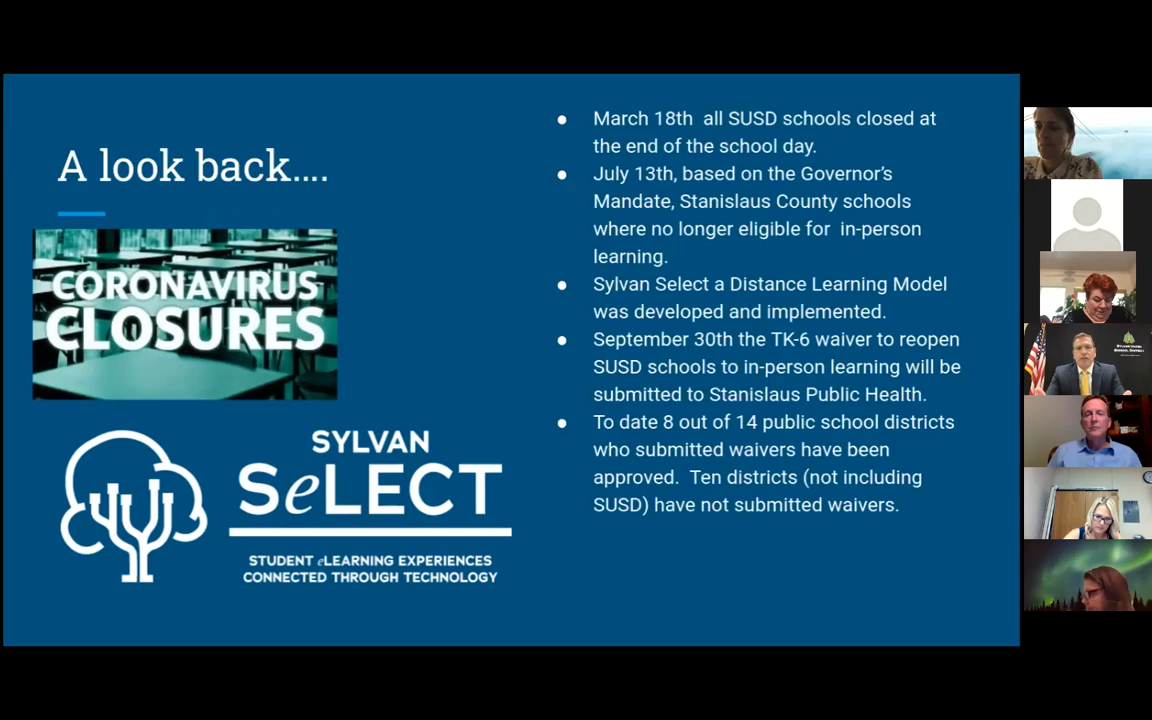 A look back....
CORONAVIRUS
CLOSURES
SYLVAN
SeLECT
STUDENT eLEARNING EXPERIENCES
CONNECTED THROUGH TECHNOLOGY
● March 18th  all SUSD schools closed at
the end of the school day.
● July 13th, based on the Governor's
Mandate, Stanislaus County schools
where no longer eligible for  in-person
learning.
● Sylvan Select a Distance Learning Model
was developed and implemented.
● September 30th the TK-6 waiver to reopen
SUSD schools to in-person learning will be
submitted to Stanislaus Public Health.
● To date 8 out of 14 public school districts
who submitted waivers have been
approved.  Ten districts (not including
SUSD) have not submitted waivers.
SYLVAN UNION
SCHOOL DISTRICT